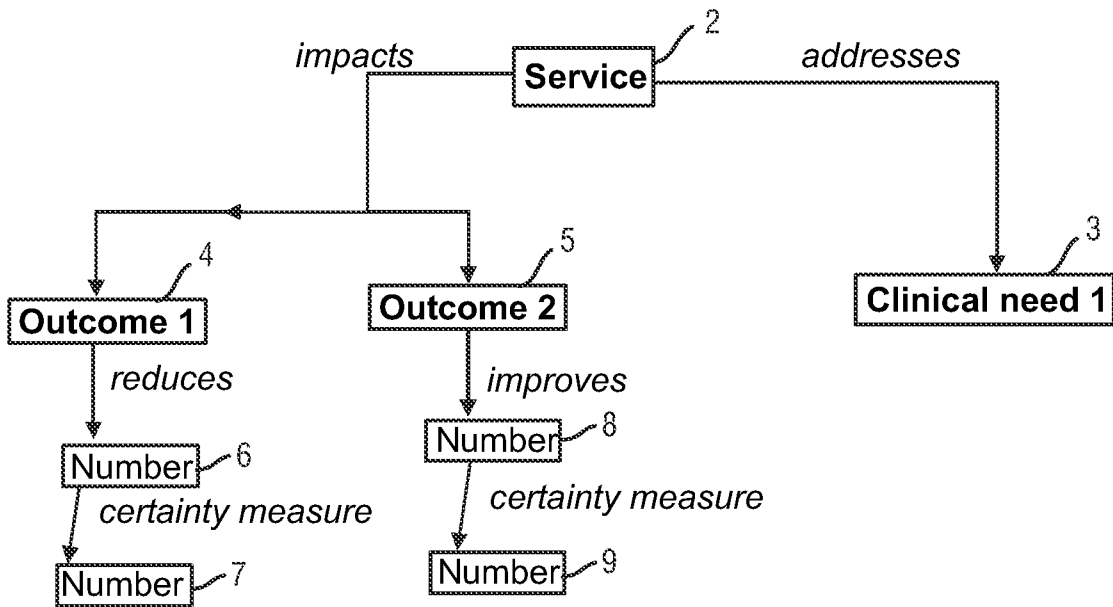 2
impacts
Service
addresses
4
5
3
Outcome 1
Outcome 2
Clinical need 1
reduces
improves
Number
6
Number
8
certainty measure
certainty measure
Number
7
Number
9